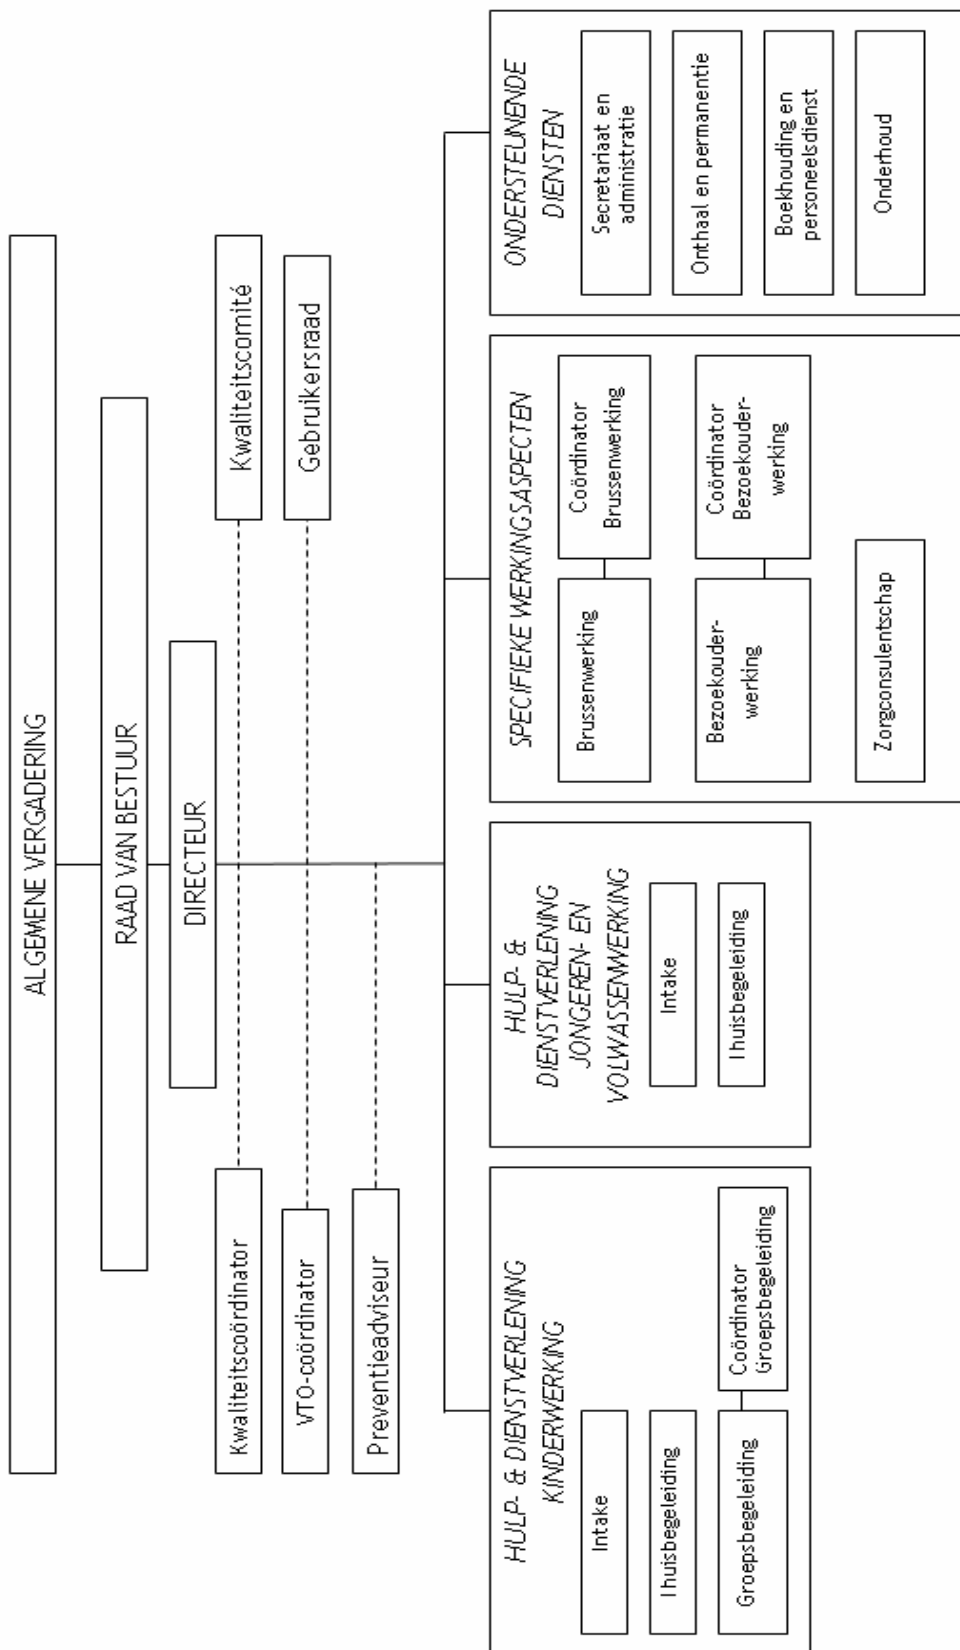 ALGEMENE VERGADERING
RAAD VAN BESTUUR
DIRECTEUR
Kwaliteitscoördinator
Kwaliteitscomité
VTO-coördinator
Gebruikersraad
Preventieadviseur
HULP- & DIENSTVERLENING
KINDERWERKING
Intake
Thuisbegeleiding
Groepsbegeleiding
Coördinator
Groepsbegeleiding
HULP- &
DIENSTVERLENING
JONGEREN- EN
VOLWASSENWERKING
Intake
Thuisbegeleiding
SPECIFIEKE WERKINGSASPECTEN
Brussenwerking
Coördinator
Brussenwerking
Bezoekouder-
werking
Coördinator
Bezoekouder-
werking
Zorgconsulentschap
ONDERSTEUNENDE
DIENSTEN
Secretariaat en
administratie
Onthaal en permanentie
Boekhouding en
personeelsdienst
Onderhoud